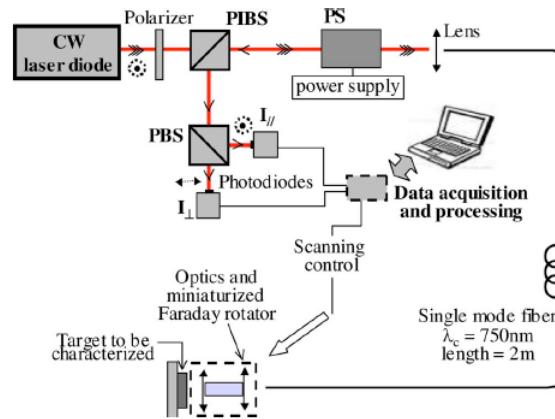 Polarizer
PIBS
PS
Lens
CW
laser diode
power supply
PBS
I//
Photodiodes
I⊥
Data acquisition
and processing
Scanning
control
Optics and
miniaturized
Faraday rotator
Target to be
characterized
Single mode fiber
λc = 750nm
length = 2m